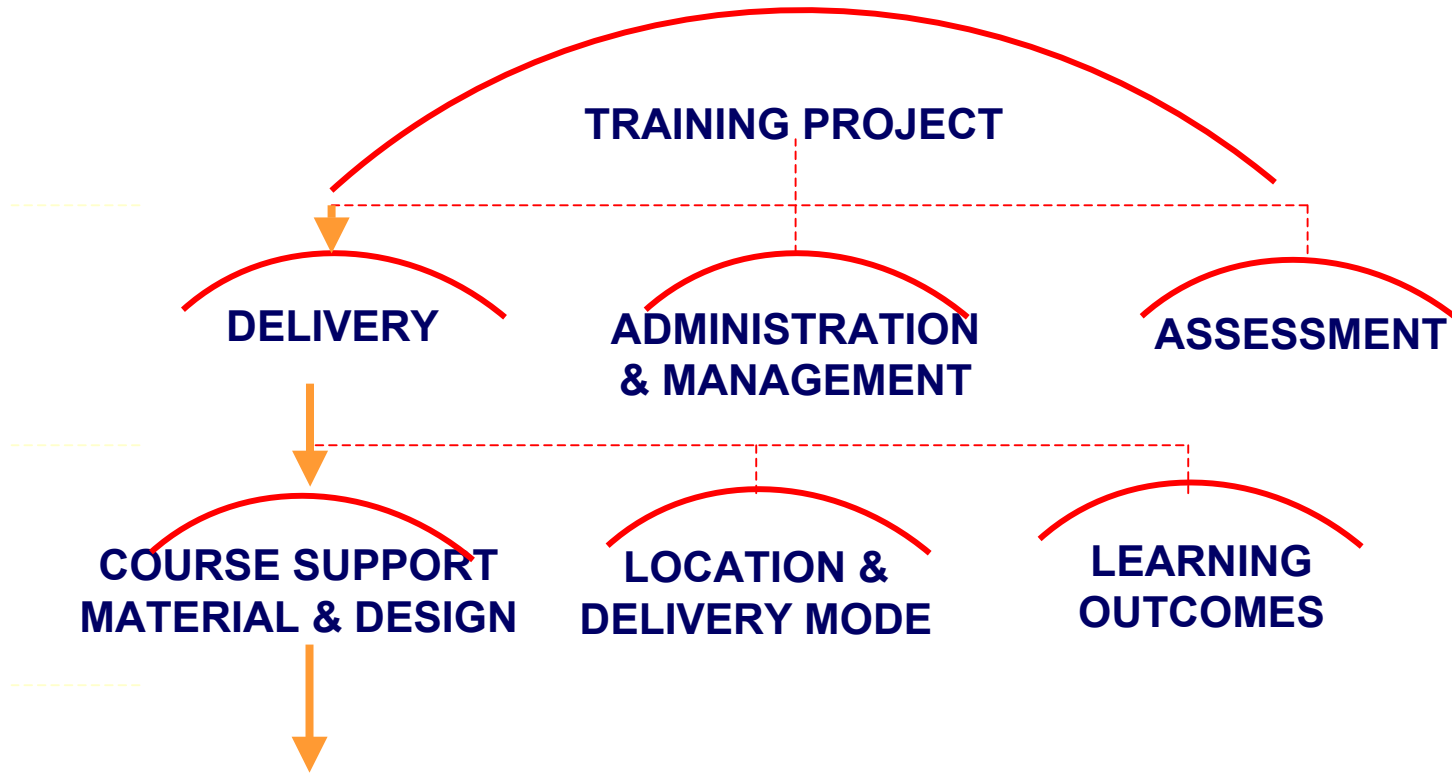 TRAINING PROJECT
DELIVERY
ADMINISTRATION
& MANAGEMENT
ASSESSMENT
COURSE SUPPORT
MATERIAL & DESIGN
LOCATION &
DELIVERY MODE
LEARNING
OUTCOMES